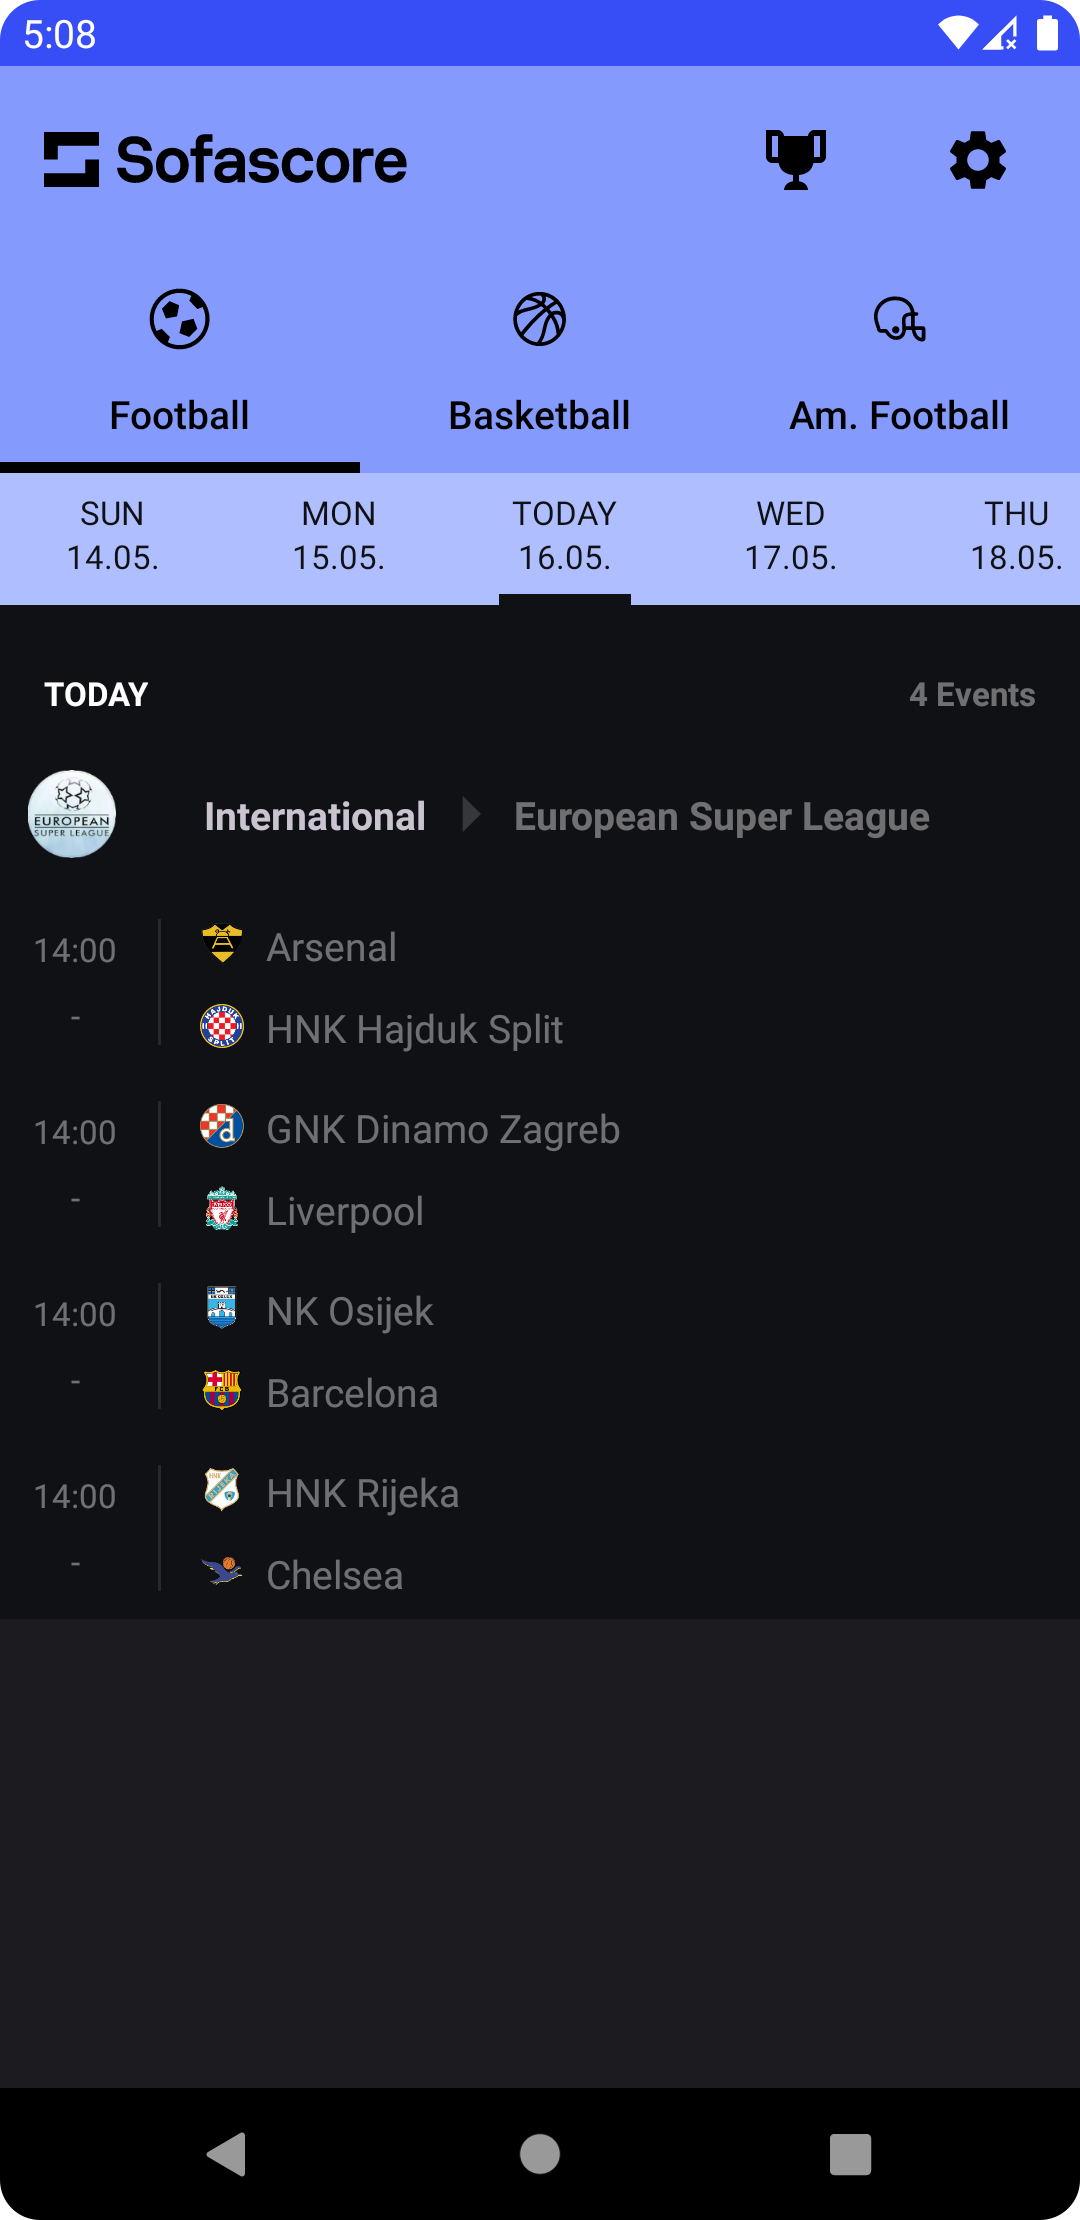 5:08
Sofascore
Football Basketball Am. Football
SUN MON TODAY WED THU
14.05. 15.05. 16.05. 17.05. 18.05.
TODAY 4 Events
EUROPEAN
SUPER LEAGUE
International European Super League
14:00 Arsenal
- HNK Hajduk Split
14:00 GNK Dinamo Zagreb
- Liverpool
14:00 NK Osijek
- Barcelona
14:00 HNK Rijeka
- Chelsea